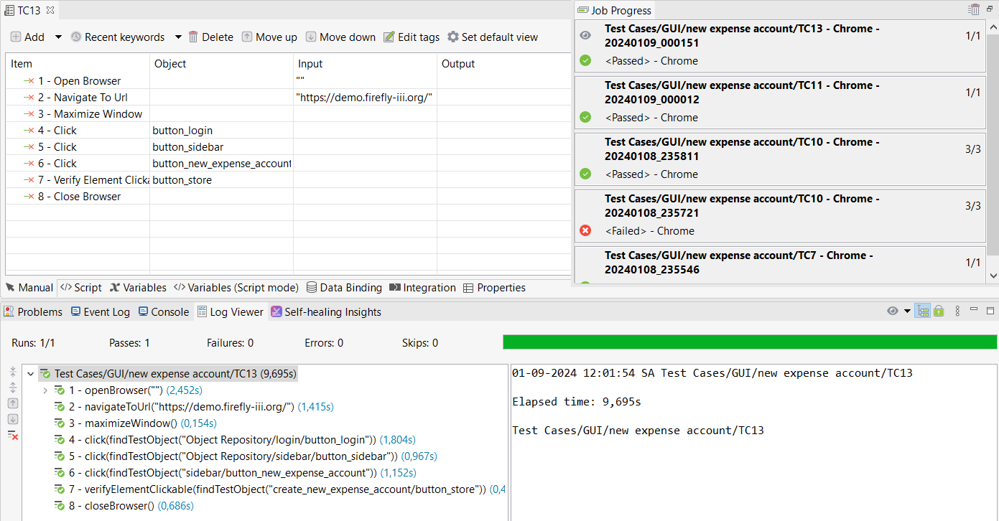 TC13
Add Recent keywords Delete Move up Move down Edit tags Set default view
Item Object Input Output
1 - Open Browser ""
2 - Navigate To Url "https://demo.firefly-iii.org/"
3 - Maximize Window
4 - Click button_login
5 - Click button_sidebar
6 - Click button_new_expense_account
7 - Verify Element Clicka button_store
8 - Close Browser
Manual Script Variables Variables (Script mode) Data Binding Integration Properties
Job Progress
Test Cases/GUI/new expense account/TC13 - Chrome - 1/1
20240109_000151
<Passed> - Chrome
Test Cases/GUI/new expense account/TC11 - Chrome - 1/1
20240109_000012
<Passed> - Chrome
Test Cases/GUI/new expense account/TC10 - Chrome - 3/3
20240108_235811
<Passed> - Chrome
Test Cases/GUI/new expense account/TC10 - Chrome - 3/3
20240108_235721
<Failed> - Chrome
Test Cases/GUI/new expense account/TC7 - Chrome - 1/1
20240108_235546
Problems Event Log Console Log Viewer Self-healing Insights
Runs: 1/1 Passes: 1 Failures: 0 Errors: 0 Skips: 0
Test Cases/GUI/new expense account/TC13 (9,695s)
1 - openBrowser("") (2,452s)
2 - navigateToUrl("https://demo.firefly-iii.org/") (1,415s)
3 - maximizeWindow() (0,154s)
4 - click(findTestObject("Object Repository/login/button_login")) (1,804s)
5 - click(findTestObject("Object Repository/sidebar/button_sidebar")) (0,967s)
6 - click(findTestObject("sidebar/button_new_expense_account")) (1,152s)
7 - verifyElementClickable(findTestObject("create_new_expense_account/button_store")) (0,4
8 - closeBrowser() (0,686s)
01-09-2024 12:01:54 SA Test Cases/GUI/new expense account/TC13
Elapsed time: 9,695s
Test Cases/GUI/new expense account/TC13